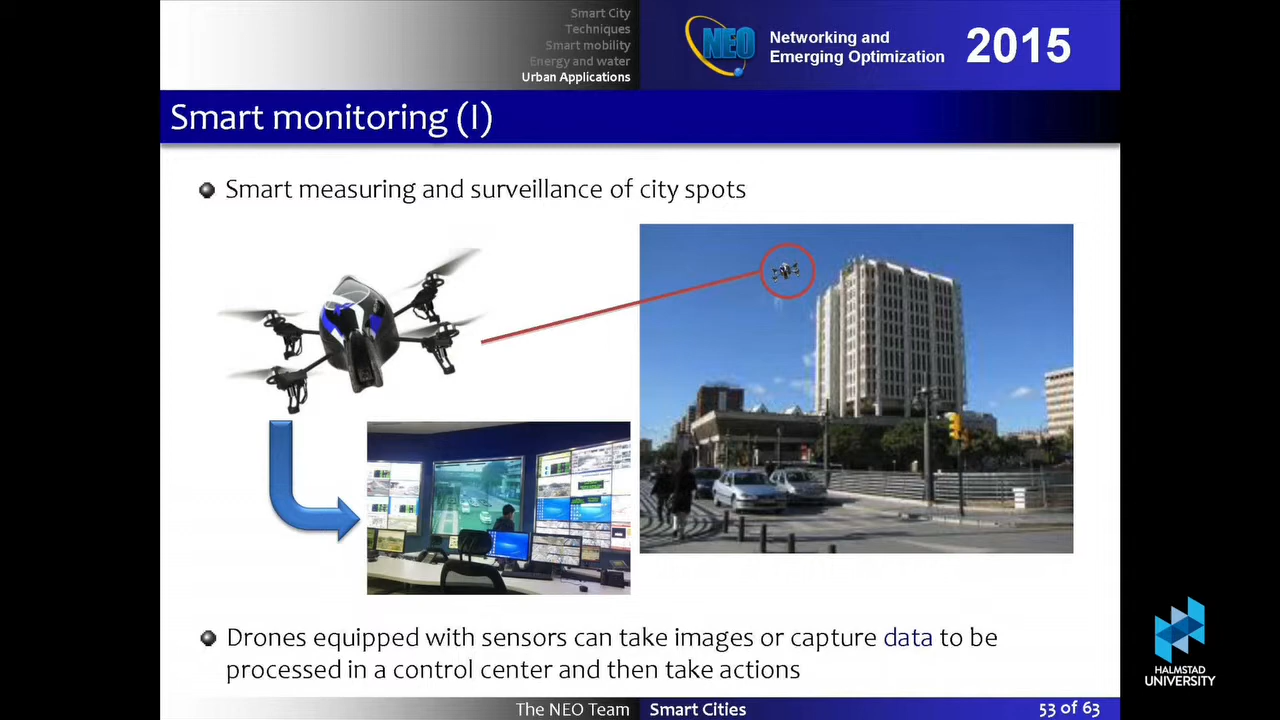 Smart City
Techniques
Smart mobility
Energy and water
Urban Applications
NEO
Networking and
Emerging Optimization
2015
Smart monitoring (I)
Smart measuring and surveillance of city spots
Drones equipped with sensors can take images or capture data to be
processed in a control center and then take actions
The NEO Team
Smart Cities
53 of 63
HALMSTAD
UNIVERSITY